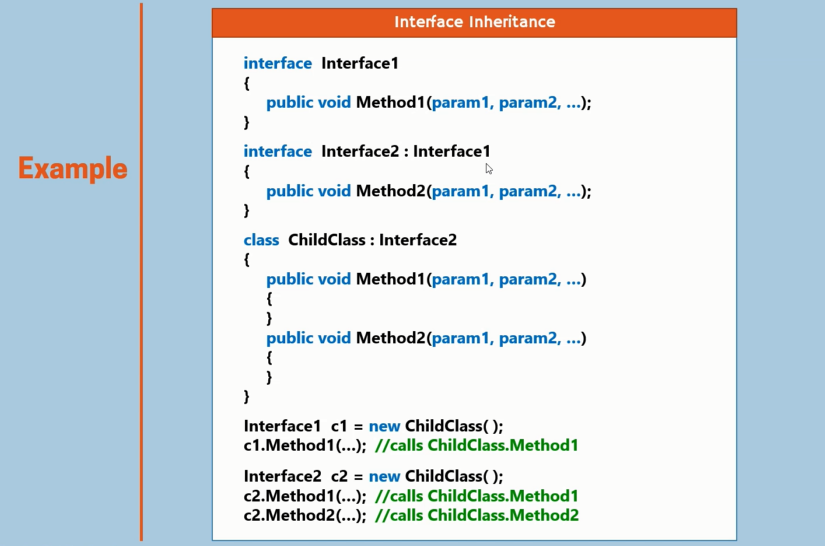 Interface Inheritance
Example
interface Interface1
{
public void Method1(param1, param2, ...);
}
interface Interface2 : Interface1
{
public void Method2(param1, param2, ...);
}
class ChildClass : Interface2
{
public void Method1(param1, param2, ...)
{
}
public void Method2(param1, param2, ...)
{
}
}
Interface1 c1 = new ChildClass( );
c1.Method1(...); //calls ChildClass.Method1
Interface2 c2 = new ChildClass( );
c2.Method1(...); //calls ChildClass.Method1
c2.Method2(...); //calls ChildClass.Method2